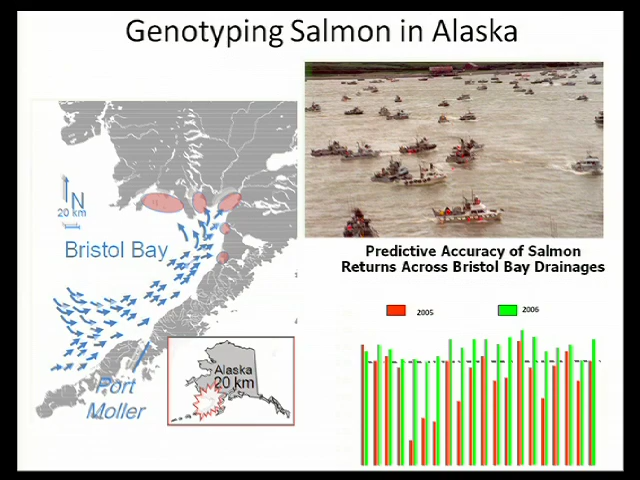 Genotyping Salmon in Alaska
N
20 km
Bristol Bay
Port
Moller
Alaska
20 km
Predictive Accuracy of Salmon
Returns Across Bristol Bay Drainages
2005
2006